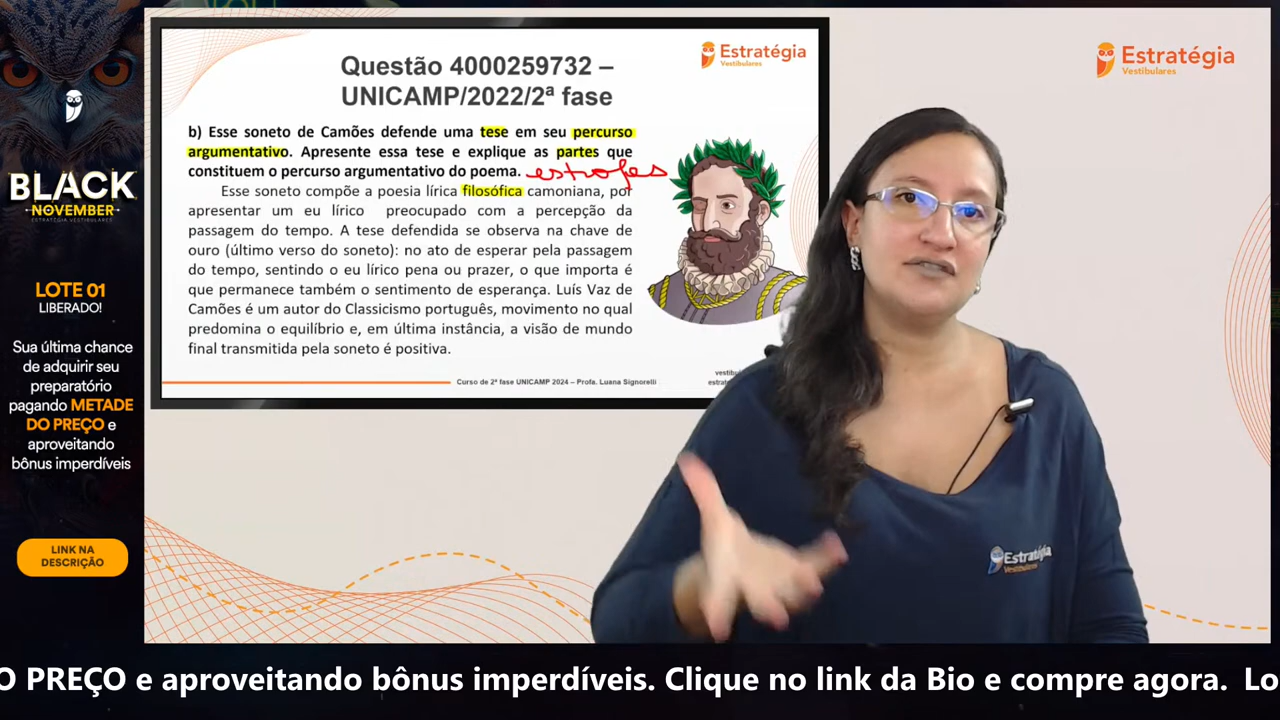 BLACK
NOVEMBER
ESTRATÉGIA VESTIBULARES
LOTE 01
LIBERADO!
Sua última chance
de adquirir seu
preparatório
pagando METADE
DO PREÇO e
aproveitando
bônus imperdíveis
LINK NA
DESCRIÇÃO
Questão 4000259732 –
UNICAMP/2022/2ª fase
Estratégia
Vestibulares
b) Esse soneto de Camões defende uma tese em seu percurso
argumentativo. Apresente essa tese e explique as partes que
constituem o percurso argumentativo do poema. estrofes
Esse soneto compõe a poesia lírica filosófica camoniana, por
apresentar um eu lírico preocupado com a percepção da
passagem do tempo. A tese defendida se observa na chave de
ouro (último verso do soneto): no ato de esperar pela passagem
do tempo, sentindo o eu lírico pena ou prazer, o que importa é
que permanece também o sentimento de esperança. Luís Vaz de
Camões é um autor do Classicismo português, movimento no qual
predomina o equilíbrio e, em última instância, a visão de mundo
final transmitida pela soneto é positiva.
Curso de 2ª fase UNICAMP 2024 – Profa. Luana Signorelli
Estratégia
Vestibulares
Estratégia
Vestibulares
O PREÇO e aproveitando bônus imperdíveis. Clique no link da Bio e compre agora. Lo